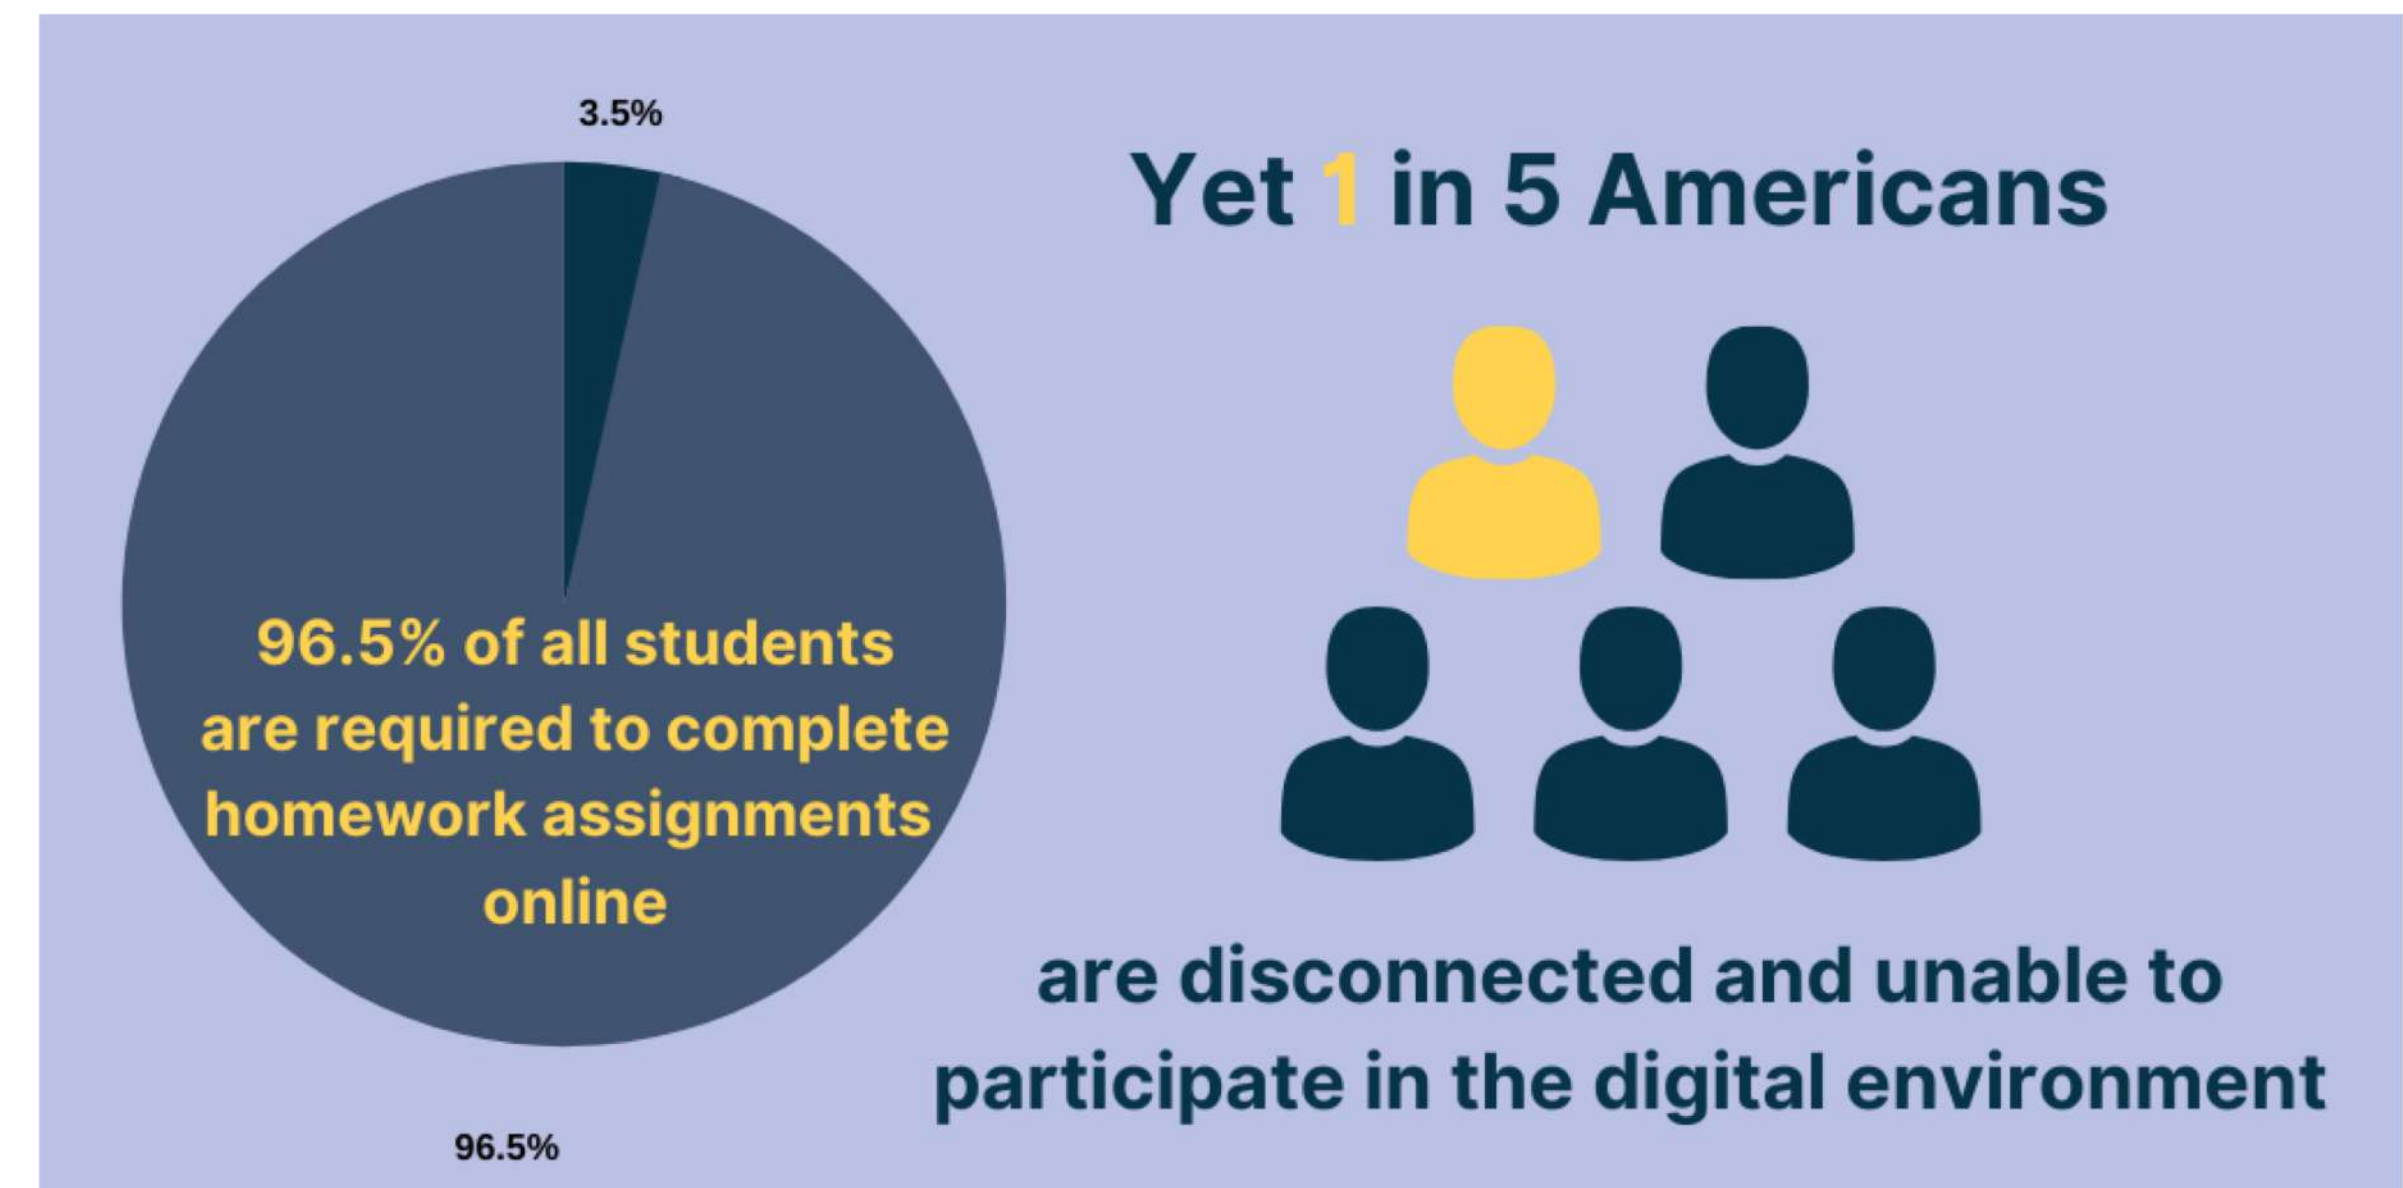 3.5%
96.5% of all students
are required to complete
homework assignments
online
96.5%
Yet 1 in 5 Americans
are disconnected and unable to
participate in the digital environment